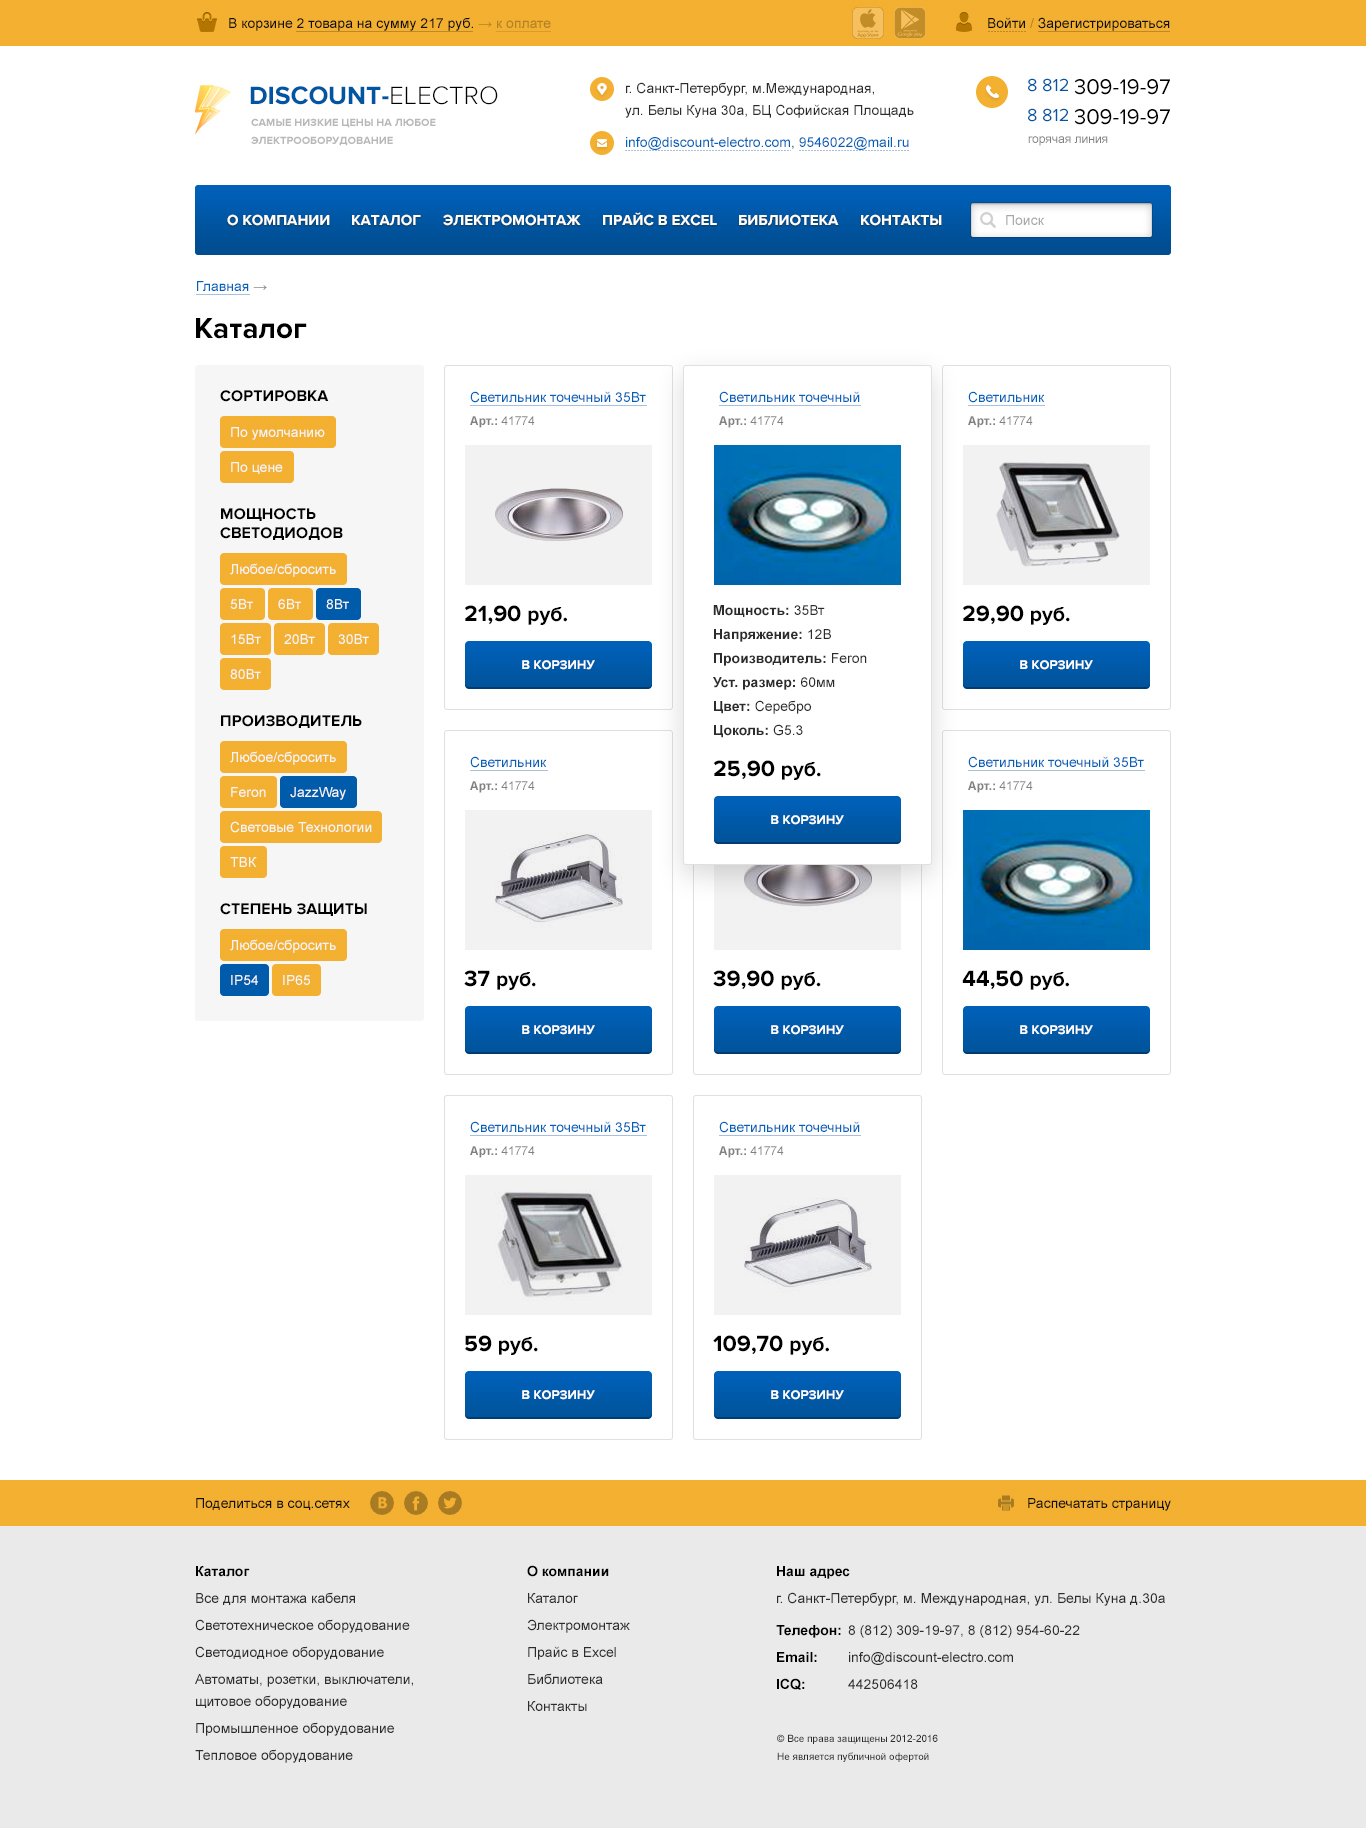 В корзине 2 товара на сумму 217 руб. → к оплате
Войти / Зарегистрироваться
DISCOUNT-ELECTRO
САМЫЕ НИЗКИЕ ЦЕНЫ НА ЛЮБОЕ
ЭЛЕКТРООБОРУДОВАНИЕ
г. Санкт-Петербург, м.Международная,
ул. Белы Куна 30а, БЦ Софийская Площадь
info@discount-electro.com, 9546022@mail.ru
8 812 309-19-97
8 812 309-19-97
горячая линия
О КОМПАНИИ КАТАЛОГ ЭЛЕКТРОМОНТАЖ ПРАЙС В EXCEL БИБЛИОТЕКА КОНТАКТЫ Поиск
Главная →
Каталог
СОРТИРОВКА
По умолчанию
По цене
МОЩНОСТЬ
СВЕТОДИОДОВ
Любое/сбросить
5Вт 6Вт 8Вт
15Вт 20Вт 30Вт
80Вт
ПРОИЗВОДИТЕЛЬ
Любое/сбросить
Feron JazzWay
Световые Технологии
ТВК
СТЕПЕНЬ ЗАЩИТЫ
Любое/сбросить
IP54 IP65
Светильник точечный 35Вт
Арт.: 41774
21,90 руб.
В КОРЗИНУ
Светильник точечный
Арт.: 41774
Мощность: 35Вт
Напряжение: 12В
Производитель: Feron
Уст. размер: 60мм
Цвет: Серебро
Цоколь: G5.3
25,90 руб.
В КОРЗИНУ
Светильник
Арт.: 41774
29,90 руб.
В КОРЗИНУ
Светильник
Арт.: 41774
37 руб.
В КОРЗИНУ
39,90 руб.
В КОРЗИНУ
Светильник точечный 35Вт
Арт.: 41774
44,50 руб.
В КОРЗИНУ
Светильник точечный 35Вт
Арт.: 41774
59 руб.
В КОРЗИНУ
Светильник точечный
Арт.: 41774
109,70 руб.
В КОРЗИНУ
Поделиться в соц.сетях
Распечатать страницу
Каталог
Все для монтажа кабеля
Светотехническое оборудование
Светодиодное оборудование
Автоматы, розетки, выключатели,
щитовое оборудование
Промышленное оборудование
Тепловое оборудование
О компании
Каталог
Электромонтаж
Прайс в Excel
Библиотека
Контакты
Наш адрес
г. Санкт-Петербург, м. Международная, ул. Белы Куна д.30а
Телефон: 8 (812) 309-19-97, 8 (812) 954-60-22
Email: info@discount-electro.com
ICQ: 442506418
© Все права защищены 2012-2016
Не является публичной офертой